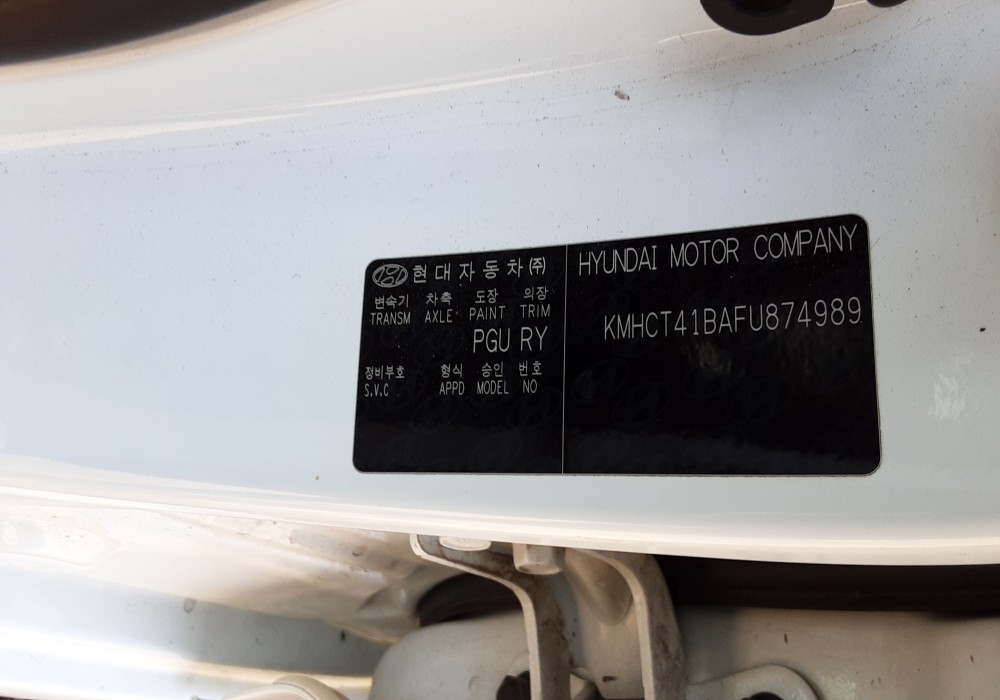 현대자동차㈜
변속기 차축 도장 의장
TRANSM AXLE PAINT TRIM
PGU RY
정비부호 형식 승인 번호
S.V.C APPD MODEL NO
HYUNDAI MOTOR COMPANY
KMHCT41BAFU874989